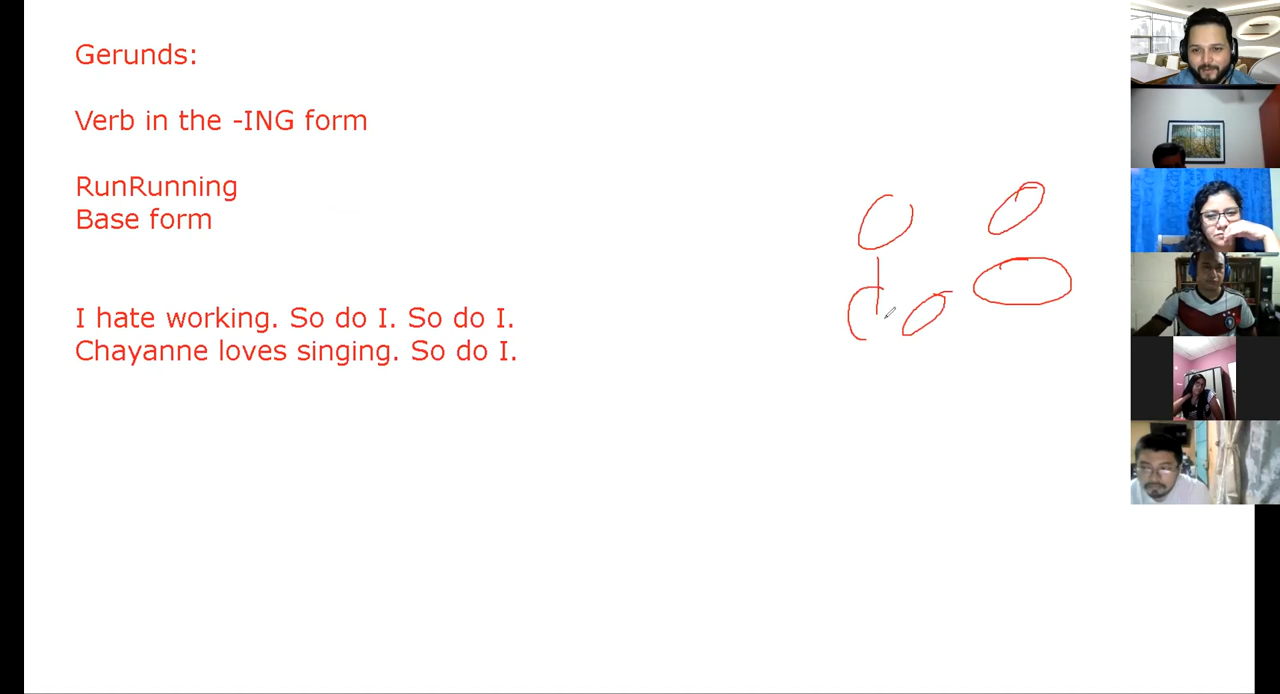 Gerunds:
Verb in the -ING form
RunRunning
Base form
I hate working. So do I. So do I.
Chayanne loves singing. So do I.